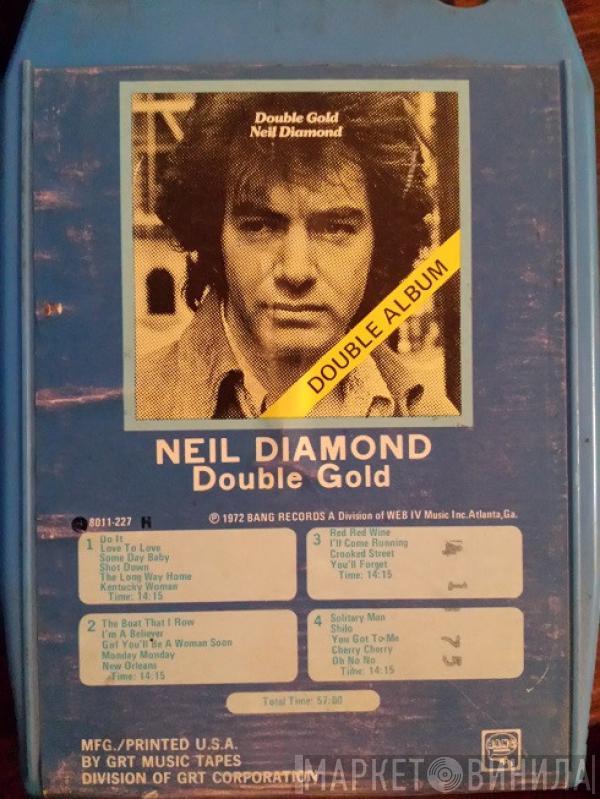 Double Gold
Neil Diamond
DOUBLE ALBUM
NEIL DIAMOND
Double Gold
8011-227 H
℗ 1972 BANG RECORDS A Division of WEB IV Music Inc. Atlanta, Ga.
1 Do It
Love To Love
Some Day Baby
Shot Down
The Long Way Home
Kentucky Woman
Time: 14:15
2 The Boat That I Row
I'm A Believer
Girl You'll Be A Woman Soon
Monday Monday
New Orleans
Time: 14:15
3 Red Red Wine
I'll Come Running
Crooked Street
You'll Forget
Time: 14:15
4 Solitary Man
Shilo
You Got To Me
Cherry Cherry
Oh No No
Time: 14:15
Total Time: 57:00
MFG./PRINTED U.S.A.
BY GRT MUSIC TAPES
DIVISION OF GRT CORPORATION
МАРКЕТ ВИНИЛА